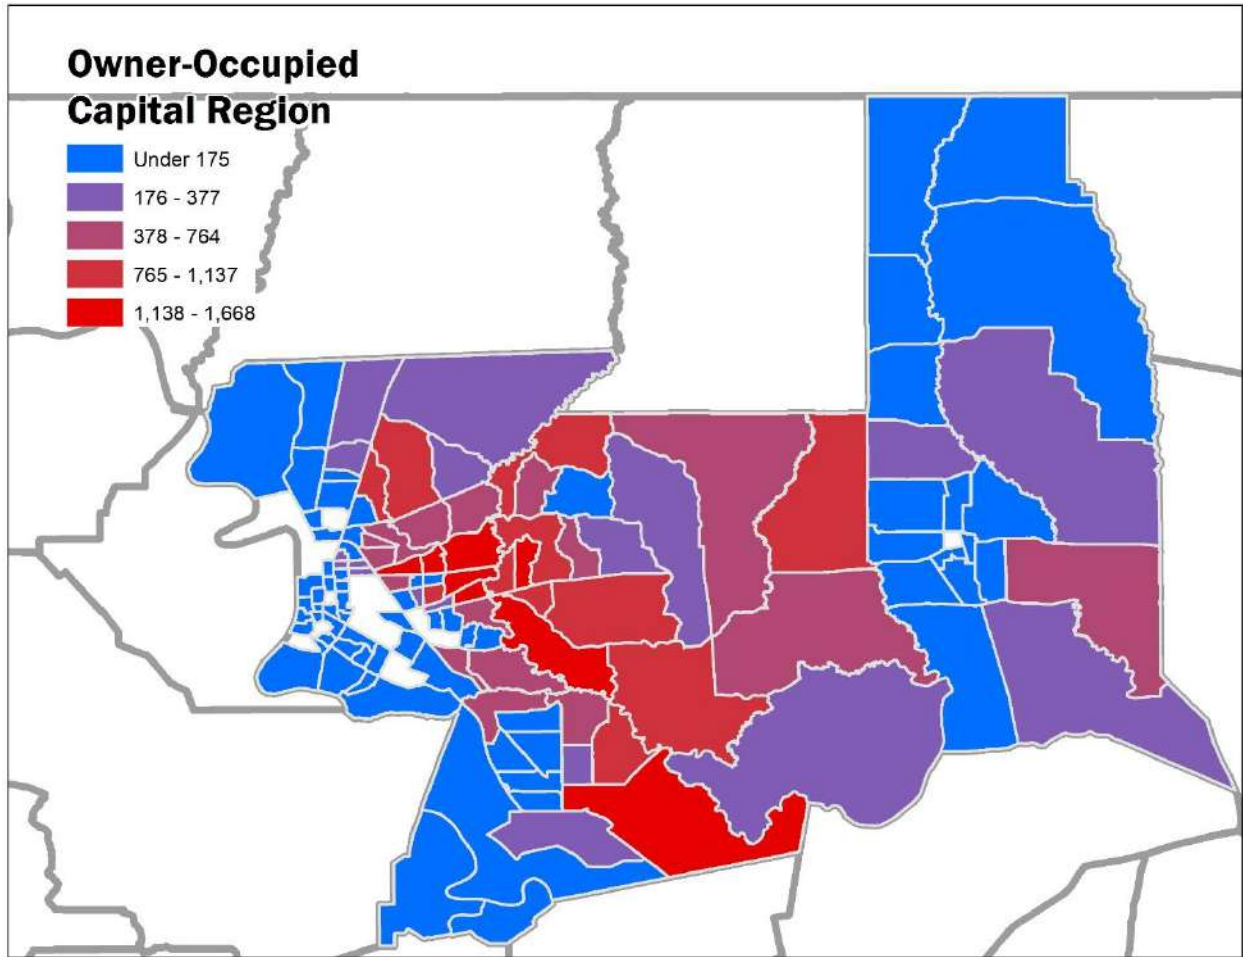 Owner-Occupied
Capital Region
Under 175
176 - 377
378 - 764
765 - 1,137
1,138 - 1,668